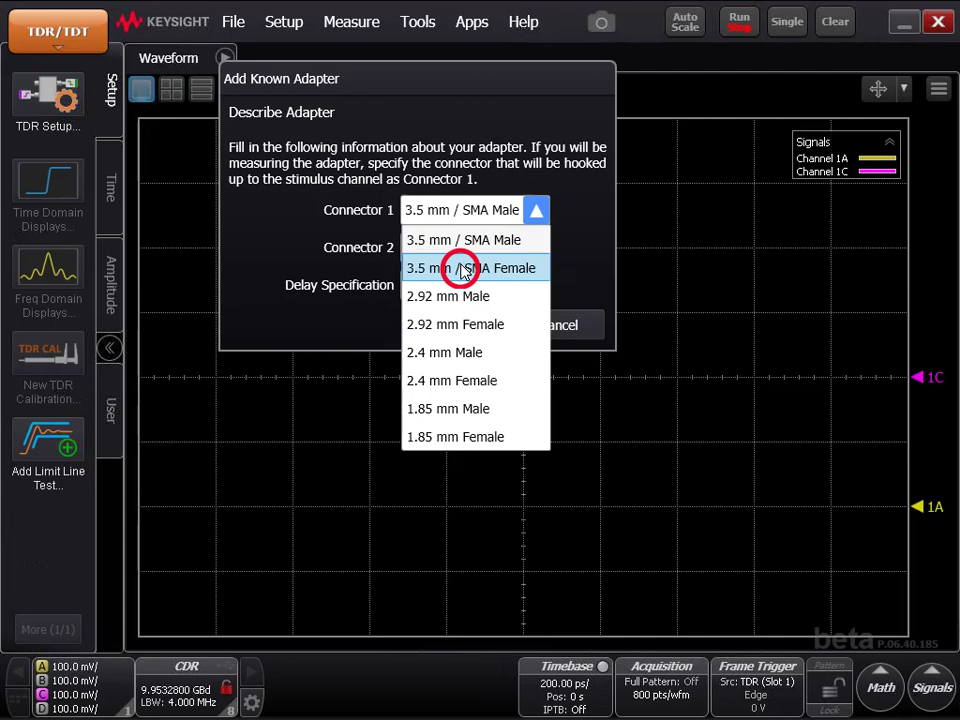 TDR/TDT
KEYSIGHT
File
Setup
Measure
Tools
Apps
Help
Auto
Scale
Run
Stop
Single
Clear
Waveform
TDR Setup...
Time Domain
Displays...
Freq Domain
Displays...
TDR CAL
New TDR
Calibration...
Add Limit Line
Test...
More (1/1)
Setup
Time
Amplitude
User
Add Known Adapter
Describe Adapter
Fill in the following information about your adapter. If you will be
measuring the adapter, specify the connector that will be hooked
up to the stimulus channel as Connector 1.
Connector 1
3.5 mm / SMA Male
Connector 2
Delay Specification
3.5 mm / SMA Male
3.5 mm / SMA Female
2.92 mm Male
2.92 mm Female
2.4 mm Male
2.4 mm Female
1.85 mm Male
1.85 mm Female
Signals
Channel 1A
Channel 1C
1C
1A
beta P.06.40.185
A 100.0 mV/
B 100.0 mV/
C 100.0 mV/
D 100.0 mV/
1
CDR
9.9532800 GBd
LBW: 4.000 MHz
8
Timebase
200.00 ps/
Pos: 0 s
IPTB: Off
Acquisition
Full Pattern: Off
800 pts/wfm
Frame Trigger
Src: TDR (Slot 1)
Edge
0 V
Pattern
Lock
Math
Signals